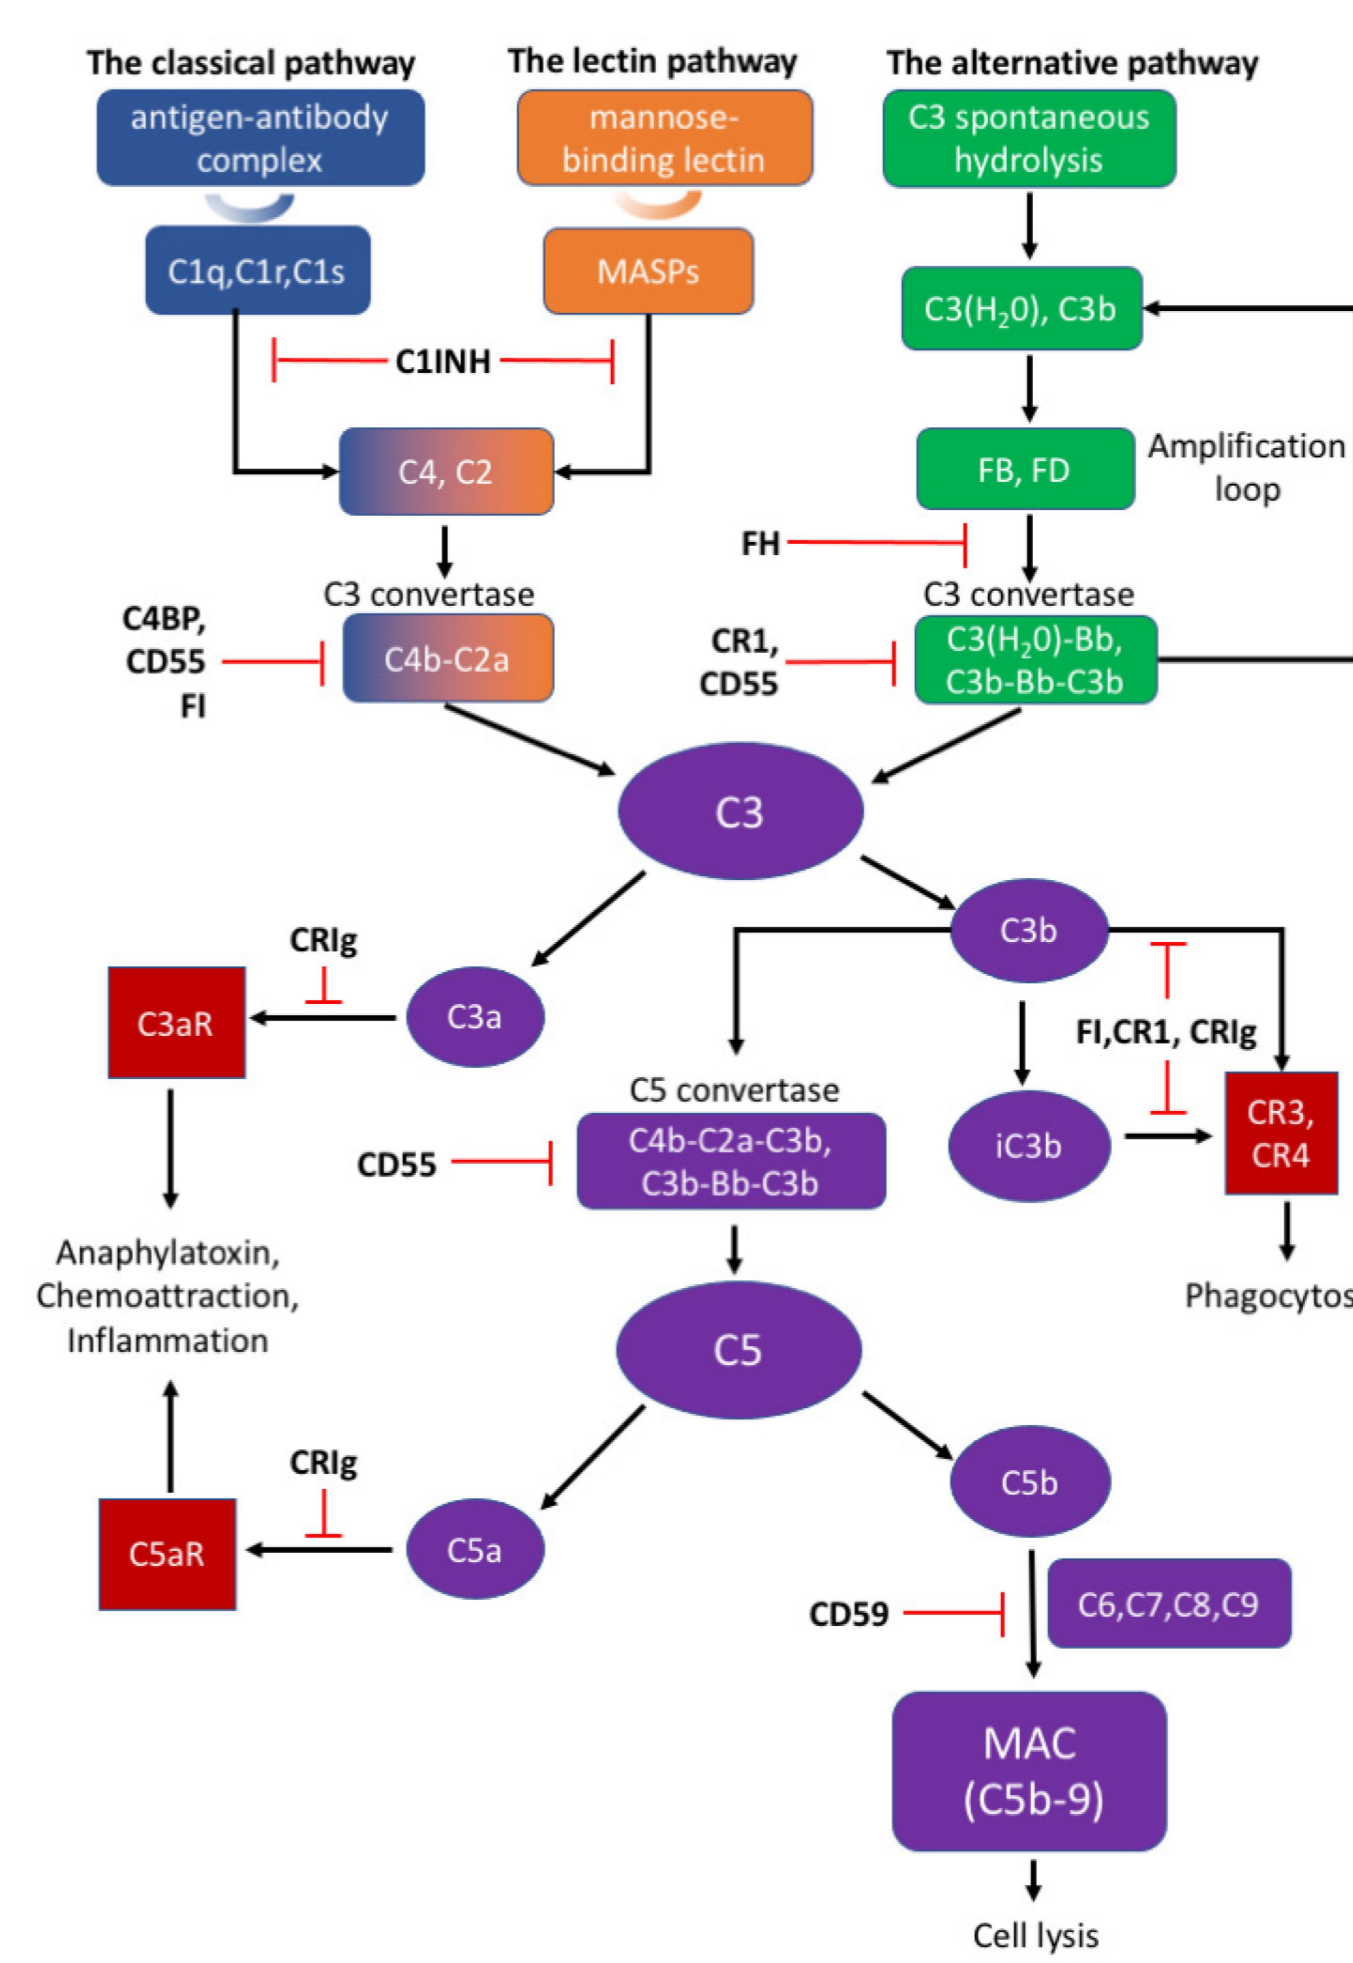 The classical pathway
The lectin pathway
The alternative pathway
antigen-antibody
complex
mannose-
binding lectin
C3 spontaneous
hydrolysis
C1q,C1r,C1s
MASPs
C3(H₂0), C3b
C1INH
C4, C2
FB, FD
Amplification
loop
FH
C3 convertase
C3 convertase
C4BP,
CD55
FI
C4b-C2a
CR1,
CD55
C3(H₂0)-Bb,
C3b-Bb-C3b
C3
C3b
CRIg
C3aR
C3a
FI,CR1, CRIg
C5 convertase
C4b-C2a-C3b,
C3b-Bb-C3b
CD55
iC3b
CR3,
CR4
Anaphylatoxin,
Chemoattraction,
Inflammation
Phagocytos
C5
CRIg
C5aR
C5a
C5b
CD59
C6,C7,C8,C9
MAC
(C5b-9)
Cell lysis